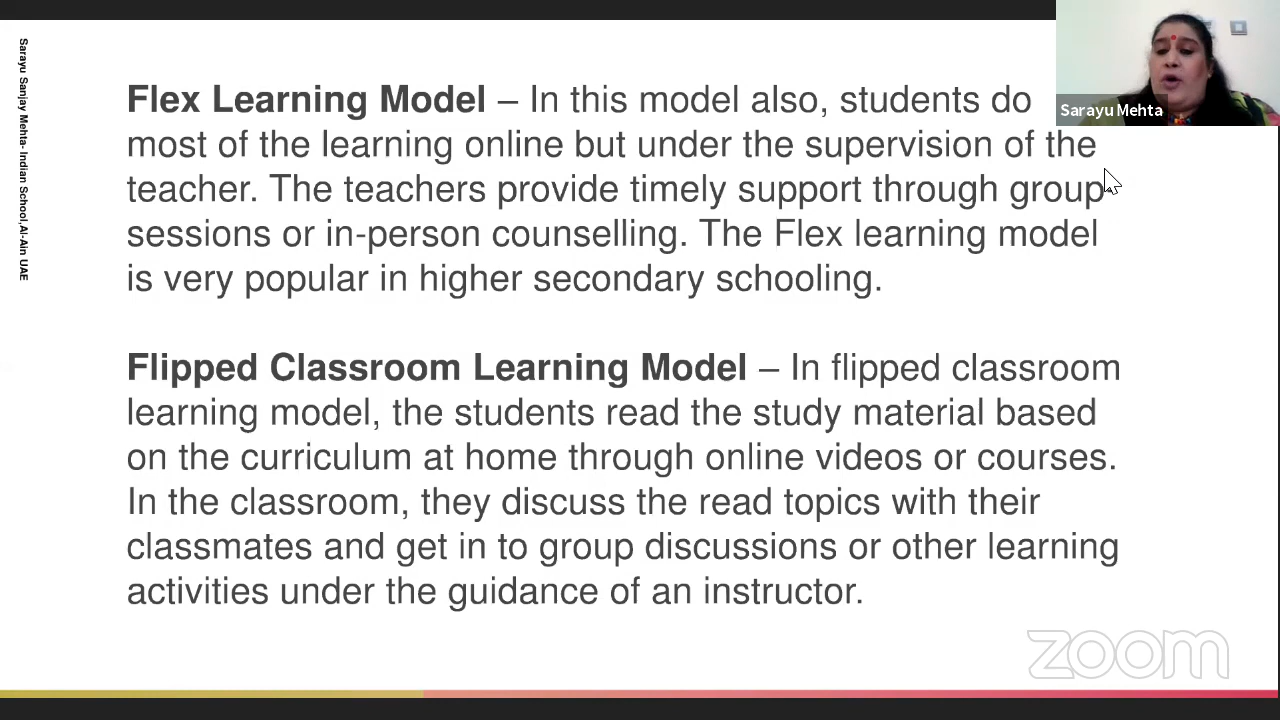 Sarayu Sanjay Mehta- Indian School,Al-Ain UAE
Flex Learning Model – In this model also, students do
most of the learning online but under the supervision of the
teacher. The teachers provide timely support through group
sessions or in-person counselling. The Flex learning model
is very popular in higher secondary schooling.
Flipped Classroom Learning Model – In flipped classroom
learning model, the students read the study material based
on the curriculum at home through online videos or courses.
In the classroom, they discuss the read topics with their
classmates and get in to group discussions or other learning
activities under the guidance of an instructor.
Sarayu Mehta
zoom